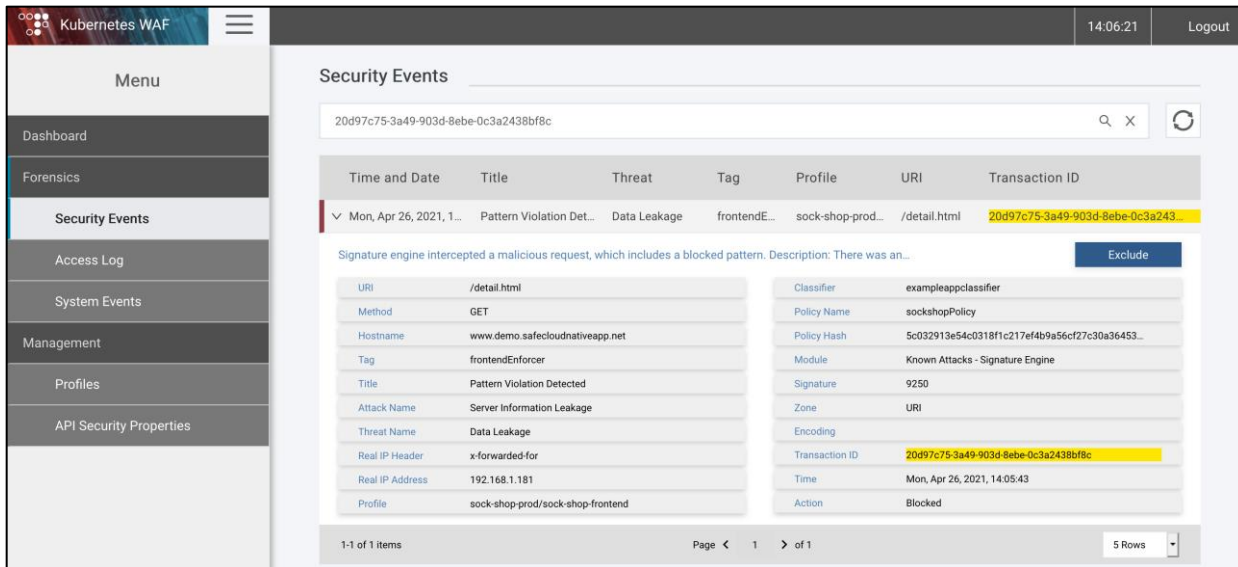 Kubernetes WAF
14:06:21 Logout
Menu
Dashboard
Forensics
Security Events
Access Log
System Events
Management
Profiles
API Security Properties
Security Events
20d97c75-3a49-903d-8ebe-0c3a2438bf8c
Time and Date Title Threat Tag Profile URI Transaction ID
Mon, Apr 26, 2021, 1... Pattern Violation Det... Data Leakage frontendE... sock-shop-prod... /detail.html 20d97c75-3a49-903d-8ebe-0c3a243...
Signature engine intercepted a malicious request, which includes a blocked pattern. Description: There was an... Exclude
URI /detail.html
Method GET
Hostname www.demo.safecloudnativeapp.net
Tag frontendEnforcer
Title Pattern Violation Detected
Attack Name Server Information Leakage
Threat Name Data Leakage
Real IP Header x-forwarded-for
Real IP Address 192.168.1.181
Profile sock-shop-prod/sock-shop-frontend
Classifier exampleappclassifier
Policy Name sockshopPolicy
Policy Hash 5c032913e54c0318f1c217ef4b9a56cf27c30a36453...
Module Known Attacks - Signature Engine
Signature 9250
Zone URI
Encoding
Transaction ID 20d97c75-3a49-903d-8ebe-0c3a2438bf8c
Time Mon, Apr 26, 2021, 14:05:43
Action Blocked
1-1 of 1 items Page 1 of 1 5 Rows